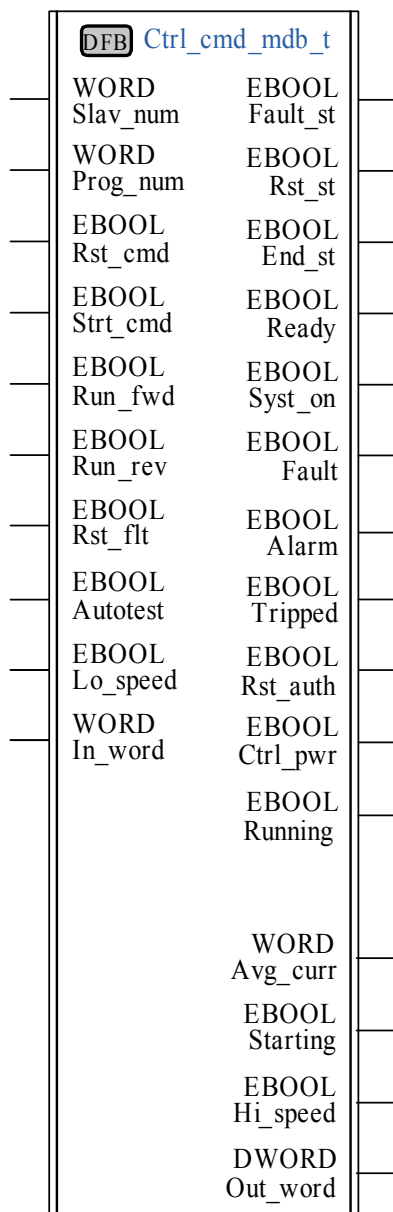 DFB Ctrl_cmd_mdb_t
WORD EBOOL
Slav_num Fault_st
WORD EBOOL
Prog_num Rst_st
EBOOL EBOOL
Rst_cmd End_st
EBOOL EBOOL
Strt_cmd Ready
EBOOL EBOOL
Run_fwd Syst_on
EBOOL EBOOL
Run_rev Fault
EBOOL EBOOL
Rst_flt Alarm
EBOOL EBOOL
Autotest Tripped
EBOOL EBOOL
Lo_speed Rst_auth
WORD EBOOL
In_word Ctrl_pwr
EBOOL
Running
WORD
Avg_curr
EBOOL
Starting
EBOOL
Hi_speed
DWORD
Out_word